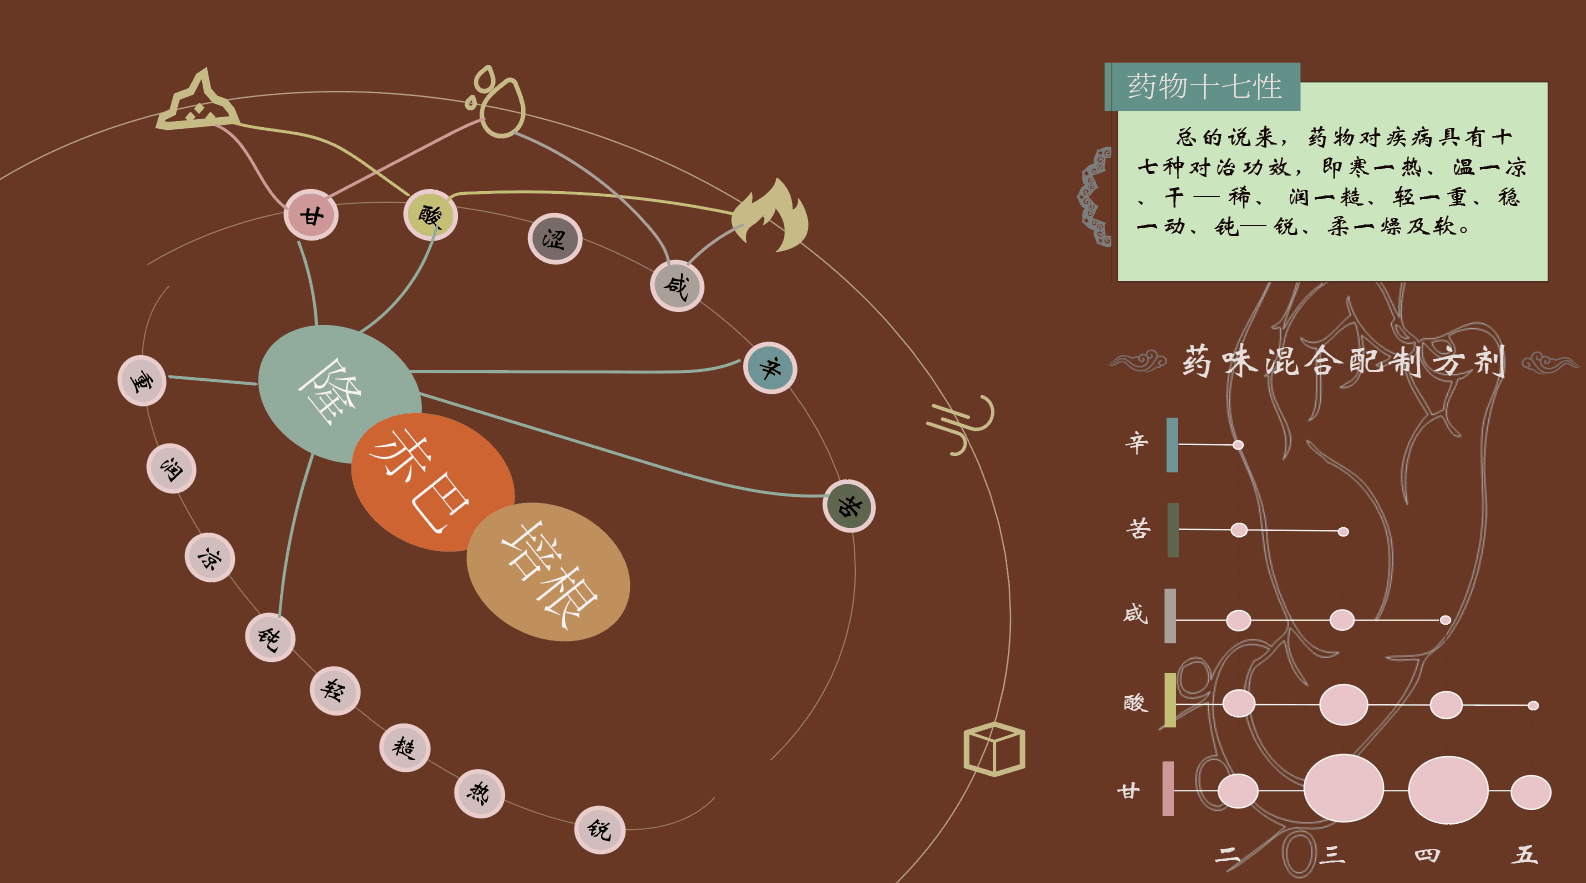 药物十七性
总的说来，药物对疾病具有十
七种对治功效，即寒一热、温一凉
、干一稀、润一糙、轻一重、稳
一动、钝一锐、柔一燥及软。
甘
酸
涩
咸
辛
苦
隆
赤巴
培根
重
润
凉
钝
轻
糙
热
锐
药味混合配制方剂
辛
苦
咸
酸
甘
二 三 四 五